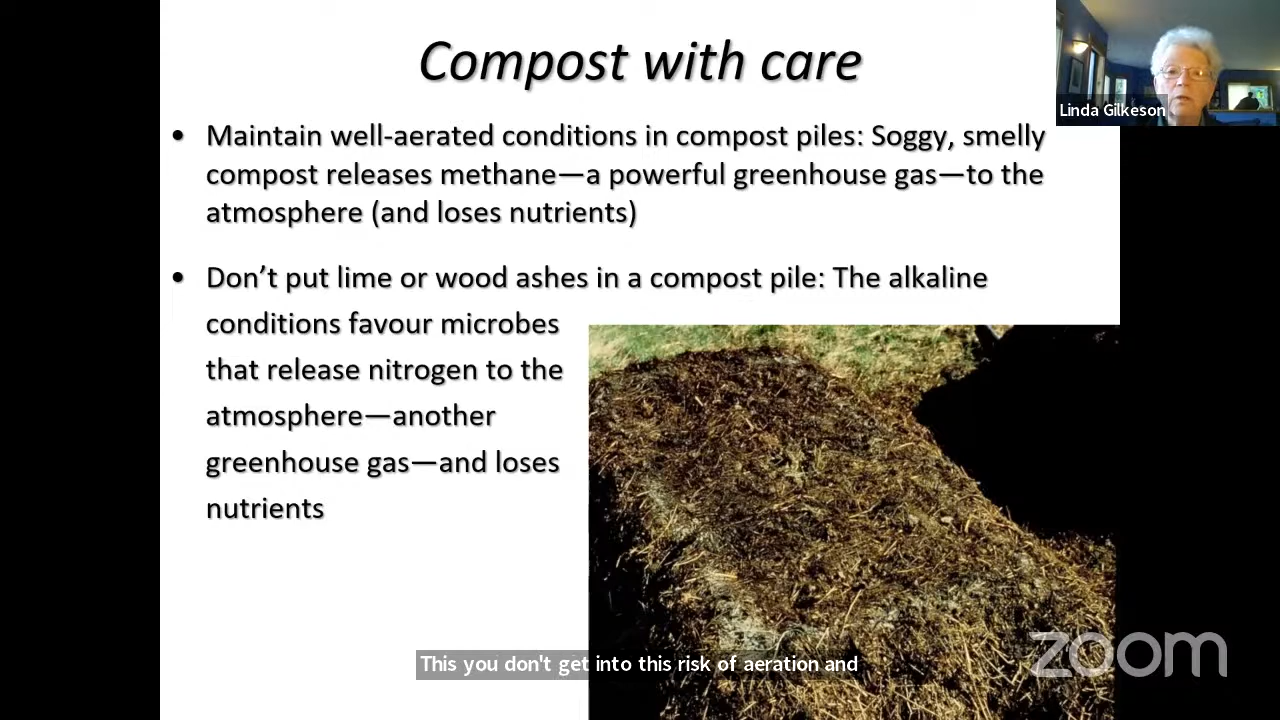 Compost with care
Linda Gilkeson
• Maintain well-aerated conditions in compost piles: Soggy, smelly
compost releases methane—a powerful greenhouse gas—to the
atmosphere (and loses nutrients)
• Don’t put lime or wood ashes in a compost pile: The alkaline
conditions favour microbes
that release nitrogen to the
atmosphere—another
greenhouse gas—and loses
nutrients
This you don't get into this risk of aeration and
zoom